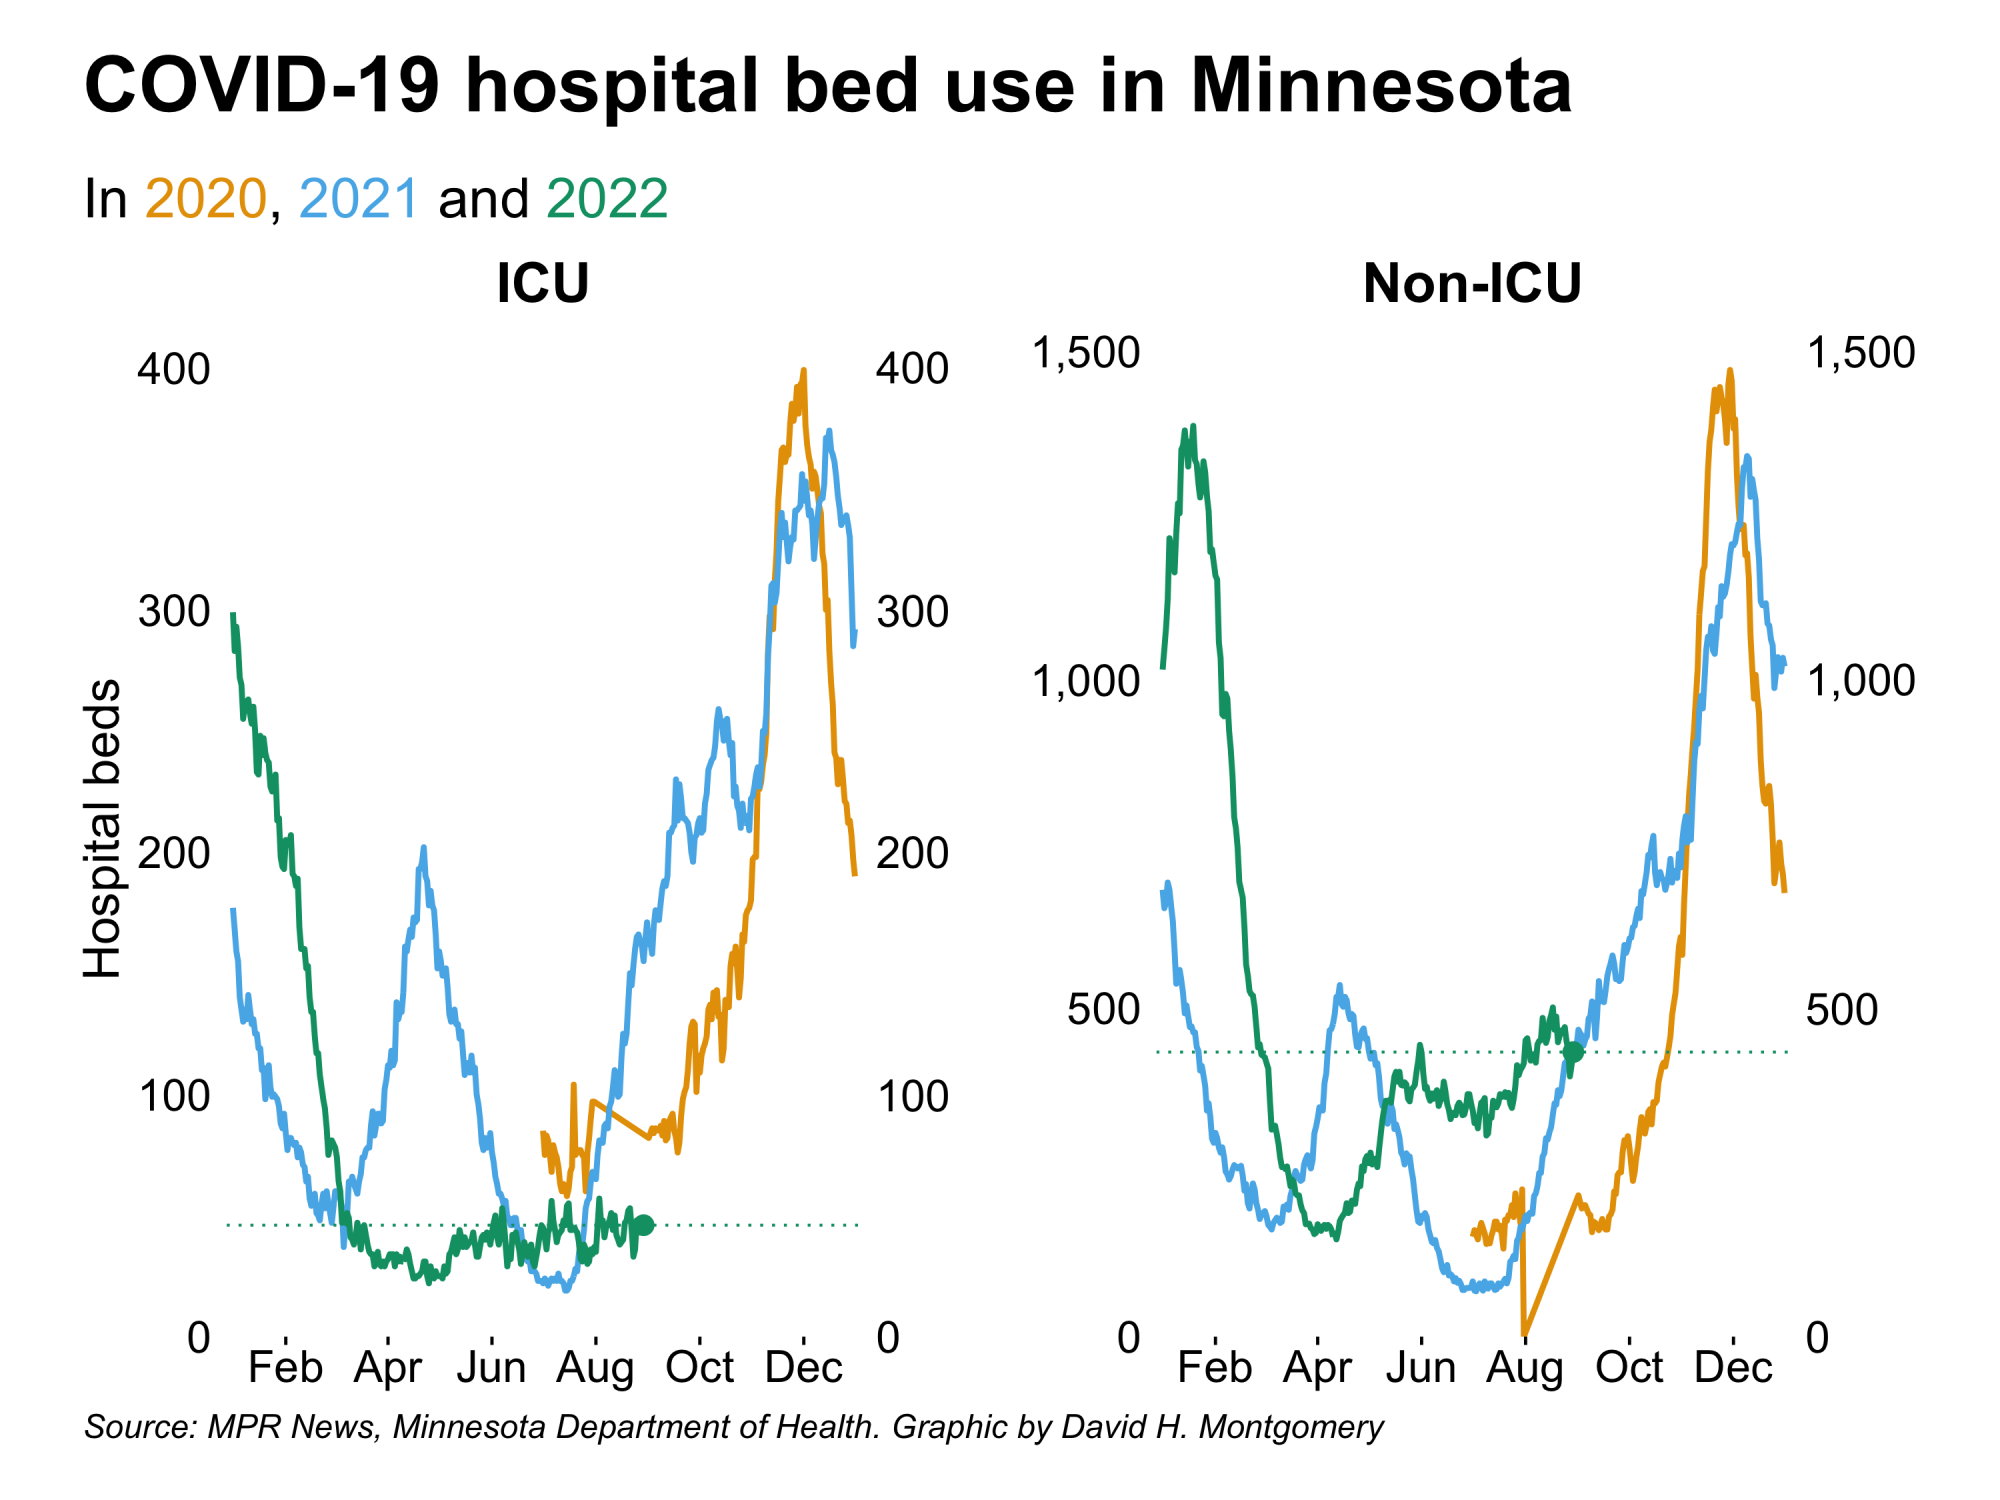 COVID-19 hospital bed use in Minnesota
In 2020, 2021 and 2022
ICU
Non-ICU
Hospital beds
400
300
200
100
0
400
300
200
100
0
Feb Apr Jun Aug Oct Dec
1,500
1,000
500
0
1,500
1,000
500
0
Feb Apr Jun Aug Oct Dec
Source: MPR News, Minnesota Department of Health. Graphic by David H. Montgomery